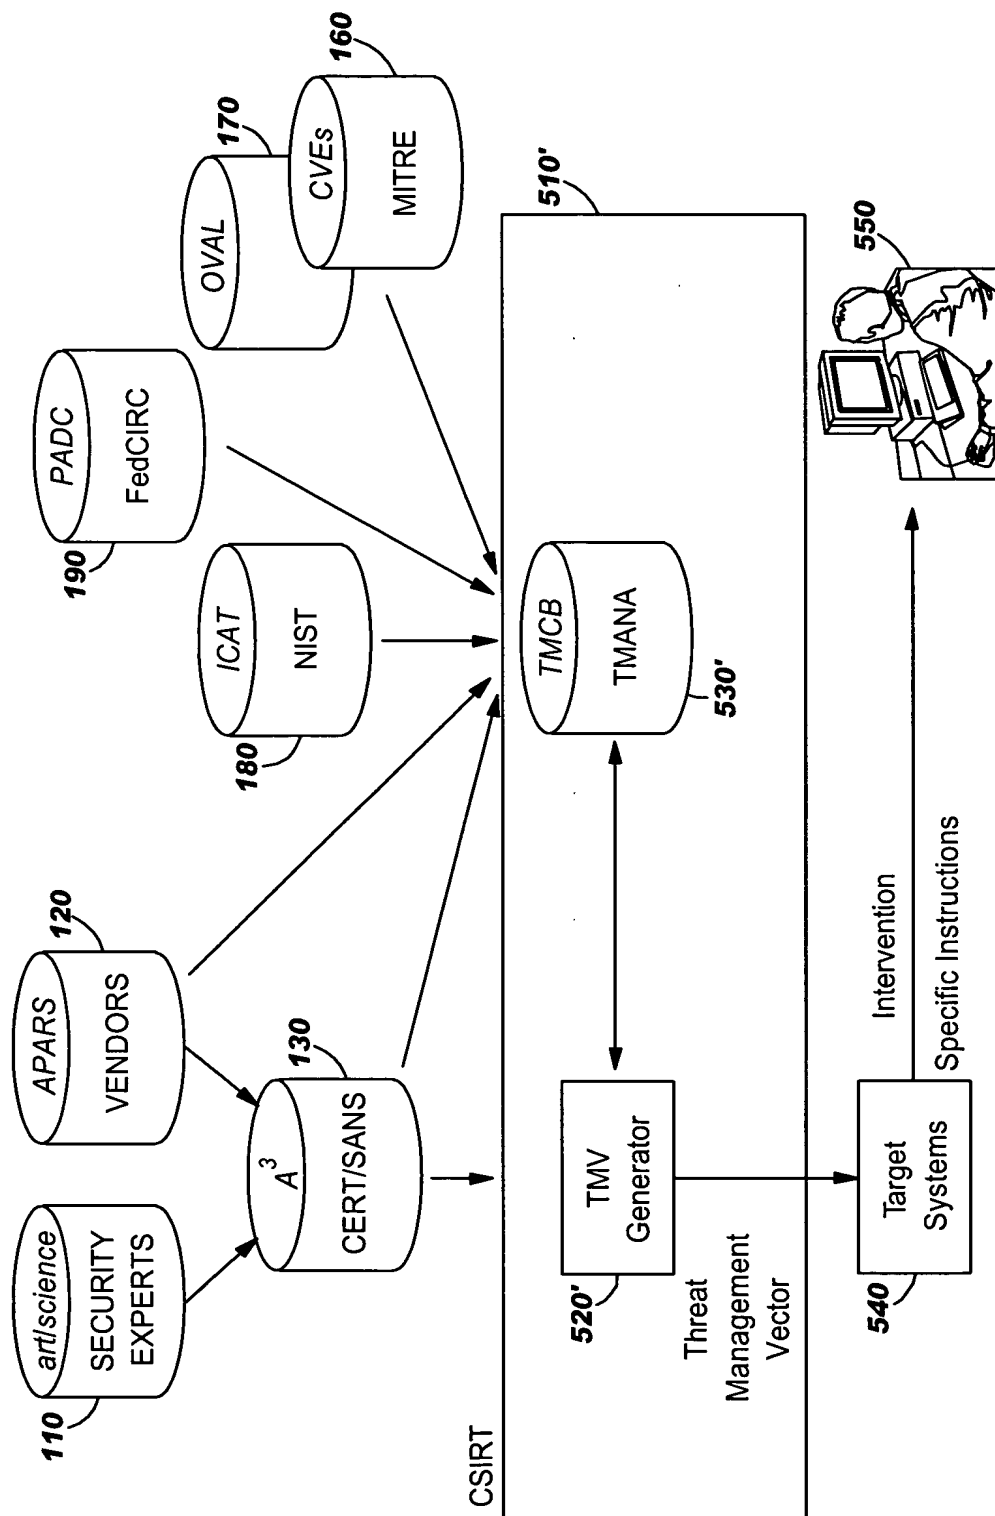 art/science
SECURITY
EXPERTS
110
APARS
VENDORS
120
A³
CERT/SANS
130
ICAT
NIST
180
PADC
FedCIRC
190
OVAL
170
CVEs
MITRE
160
CSIRT
510'
TMV
Generator
520'
TMCB
TMANA
530'
Threat
Management
Vector
Target
Systems
540
Intervention
Specific Instructions
550